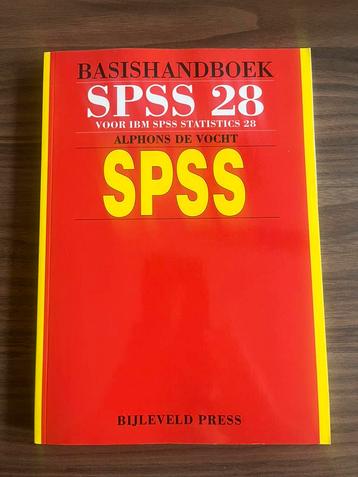 BASISHANDBOEK
SPSS 28
VOOR IBM SPSS STATISTICS 28
ALPHONS DE VOCHT
SPSS
BIJLEVELD PRESS